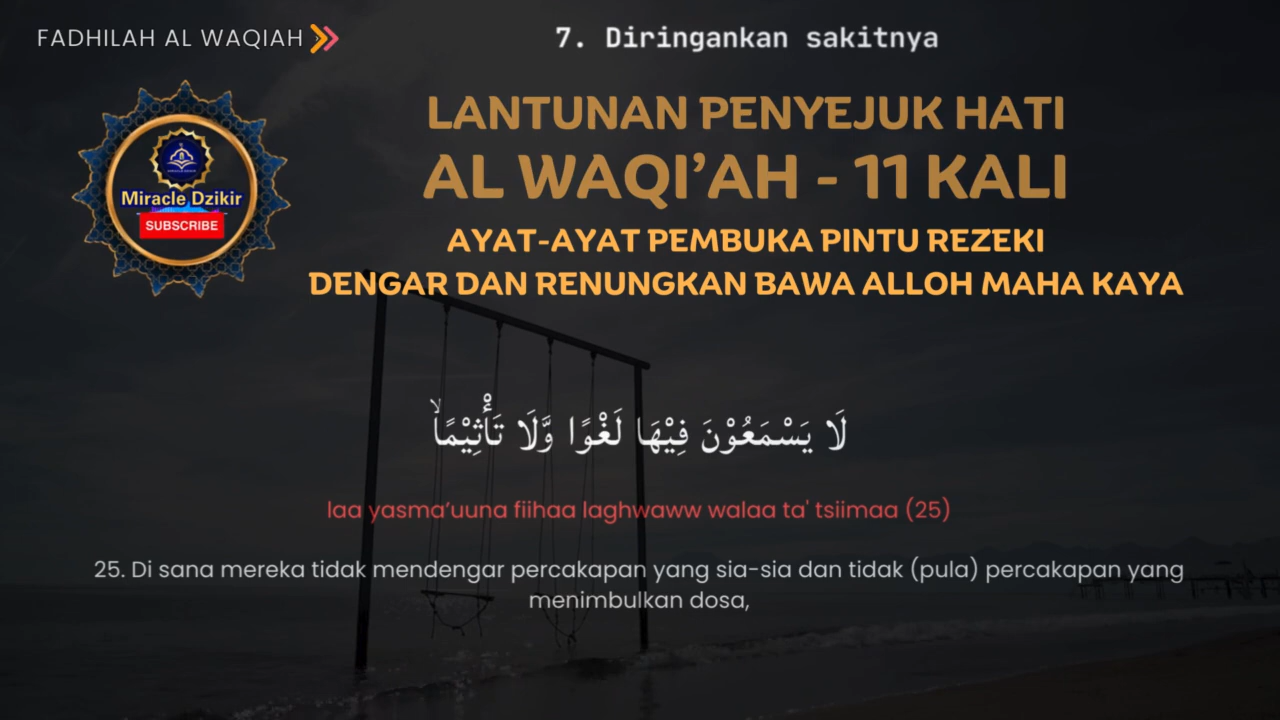 FADHILAH AL WAQIAH
7. Diringankan sakitnya
Miracle Dzikir
SUBSCRIBE
LANTUNAN PENYEJUK HATI
AL WAQI’AH - 11 KALI
AYAT-AYAT PEMBUKA PINTU REZEKI
DENGAR DAN RENUNGKAN BAWA ALLOH MAHA KAYA
لَا يَسْمَعُوْنَ فِيْهَا لَغْوًا وَّلَا تَأْثِيْمًاۙ
laa yasma’uuna fiihaa laghwaww walaa ta' tsiimaa (25)
25. Di sana mereka tidak mendengar percakapan yang sia-sia dan tidak (pula) percakapan yang
menimbulkan dosa,